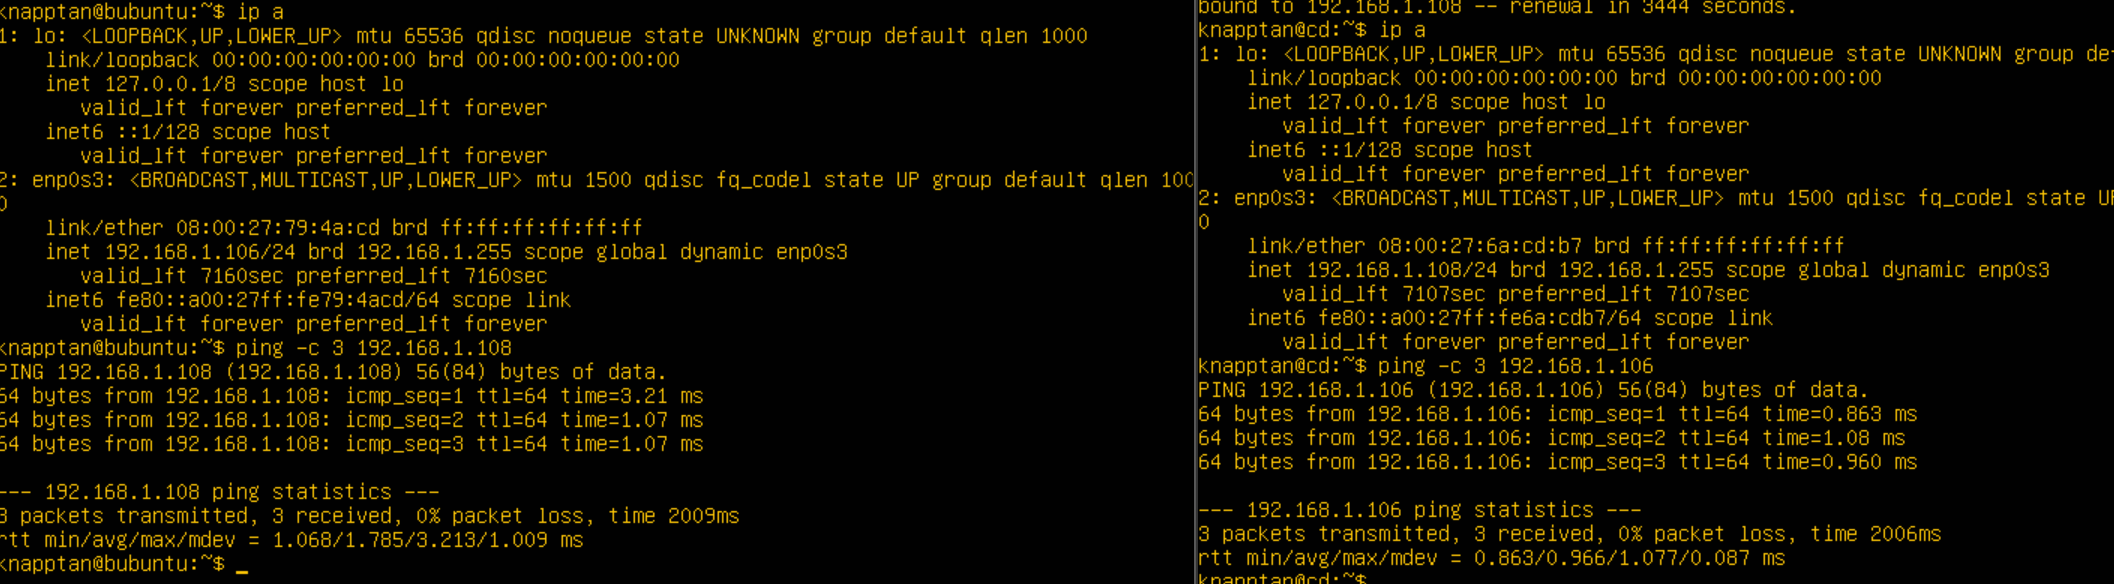 knapptan@bubuntu:~$ ip a
1: lo: <LOOPBACK,UP,LOWER_UP> mtu 65536 qdisc noqueue state UNKNOWN group default qlen 1000
link/loopback 00:00:00:00:00:00 brd 00:00:00:00:00:00
inet 127.0.0.1/8 scope host lo
valid_lft forever preferred_lft forever
inet6 ::1/128 scope host
valid_lft forever preferred_lft forever
2: enp0s3: <BROADCAST,MULTICAST,UP,LOWER_UP> mtu 1500 qdisc fq_codel state UP group default qlen 100
0
link/ether 08:00:27:79:4a:cd brd ff:ff:ff:ff:ff:ff
inet 192.168.1.106/24 brd 192.168.1.255 scope global dynamic enp0s3
valid_lft 7160sec preferred_lft 7160sec
inet6 fe80::a00:27ff:fe79:4acd/64 scope link
valid_lft forever preferred_lft forever
knapptan@bubuntu:~$ ping -c 3 192.168.1.108
PING 192.168.1.108 (192.168.1.108) 56(84) bytes of data.
64 bytes from 192.168.1.108: icmp_seq=1 ttl=64 time=3.21 ms
64 bytes from 192.168.1.108: icmp_seq=2 ttl=64 time=1.07 ms
64 bytes from 192.168.1.108: icmp_seq=3 ttl=64 time=1.07 ms
--- 192.168.1.108 ping statistics ---
3 packets transmitted, 3 received, 0% packet loss, time 2009ms
rtt min/avg/max/mdev = 1.068/1.785/3.213/1.009 ms
knapptan@bubuntu:~$ _
bound to 192.168.1.108 -- renewal in 3444 seconds.
knapptan@cd:~$ ip a
1: lo: <LOOPBACK,UP,LOWER_UP> mtu 65536 qdisc noqueue state UNKNOWN group def
link/loopback 00:00:00:00:00:00 brd 00:00:00:00:00:00
inet 127.0.0.1/8 scope host lo
valid_lft forever preferred_lft forever
inet6 ::1/128 scope host
valid_lft forever preferred_lft forever
2: enp0s3: <BROADCAST,MULTICAST,UP,LOWER_UP> mtu 1500 qdisc fq_codel state UP
0
link/ether 08:00:27:6a:cd:b7 brd ff:ff:ff:ff:ff:ff
inet 192.168.1.108/24 brd 192.168.1.255 scope global dynamic enp0s3
valid_lft 7107sec preferred_lft 7107sec
inet6 fe80::a00:27ff:fe6a:cdb7/64 scope link
valid_lft forever preferred_lft forever
knapptan@cd:~$ ping -c 3 192.168.1.106
PING 192.168.1.106 (192.168.1.106) 56(84) bytes of data.
64 bytes from 192.168.1.106: icmp_seq=1 ttl=64 time=0.863 ms
64 bytes from 192.168.1.106: icmp_seq=2 ttl=64 time=1.08 ms
64 bytes from 192.168.1.106: icmp_seq=3 ttl=64 time=0.960 ms
--- 192.168.1.106 ping statistics ---
3 packets transmitted, 3 received, 0% packet loss, time 2006ms
rtt min/avg/max/mdev = 0.863/0.966/1.077/0.087 ms
knapptan@cd:~$